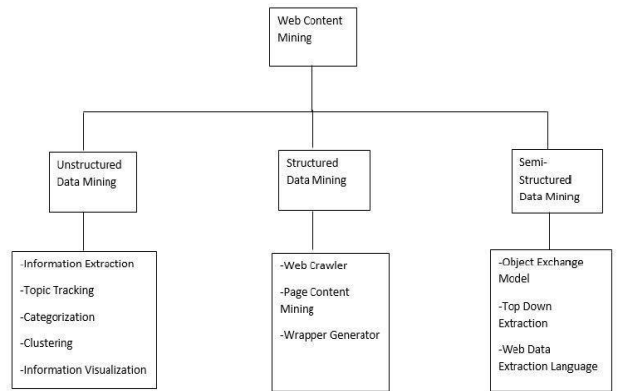 Web Content
Mining
Unstructured
Data Mining
Structured
Data Mining
Semi-
Structured
Data Mining
-Information Extraction
-Topic Tracking
-Categorization
-Clustering
-Information Visualization
-Web Crawler
-Page Content
Mining
-Wrapper Generator
-Object Exchange
Model
-Top Down
Extraction
-Web Data
Extraction Language